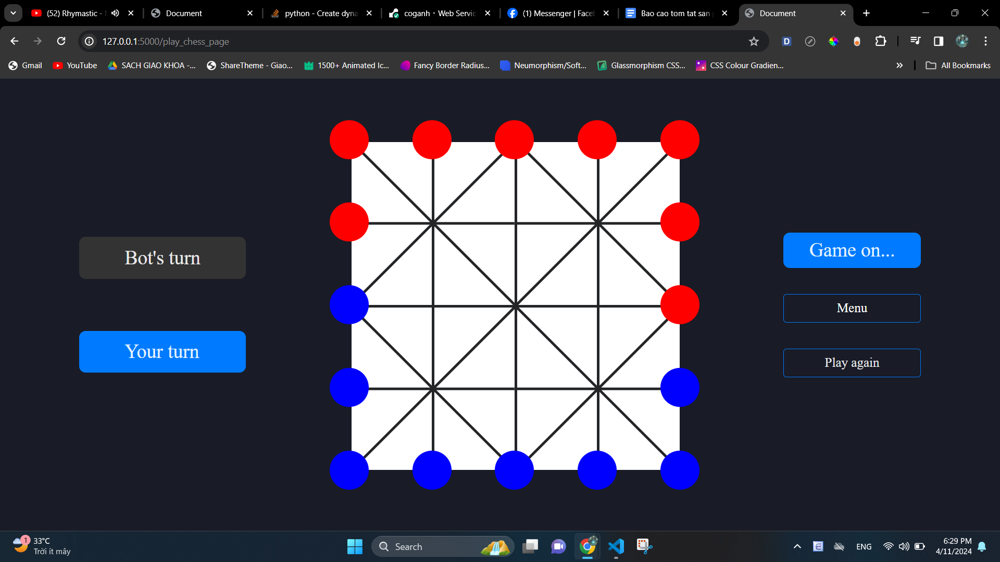 (52) Rhymastic -
Document
python - Create dyna
coganh · Web Servic
(1) Messenger | Face
Bao cao tom tat san
Document
127.0.0.1:5000/play_chess_page
Gmail
YouTube
SACH GIAO KHOA -...
ShareTheme - Giao...
1500+ Animated Ic...
Fancy Border Radius...
Neumorphism/Soft...
Glassmorphism CSS...
CSS Colour Gradien...
All Bookmarks
Bot's turn
Your turn
Game on...
Menu
Play again
1
33°C
Trời ít mây
Search
ENG
6:29 PM
4/11/2024